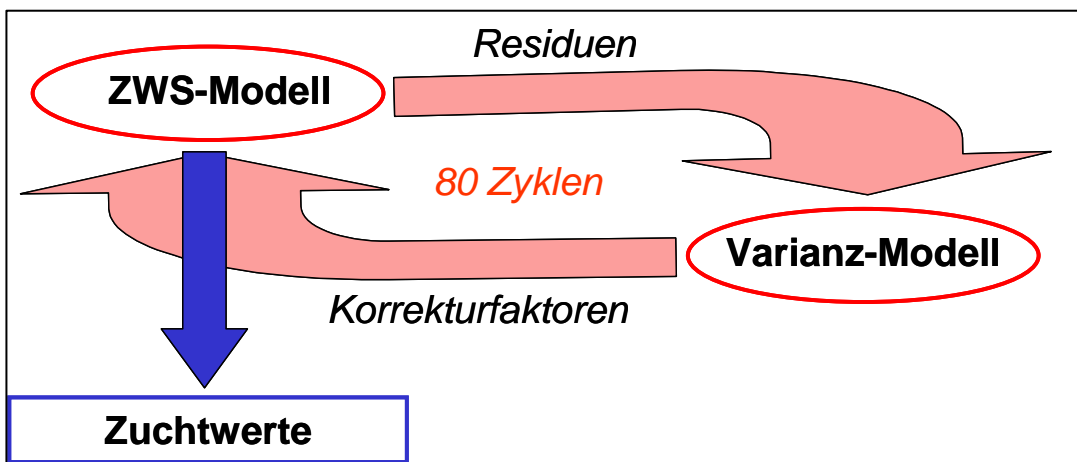 Residuen
ZWS-Modell
80 Zyklen
Varianz-Modell
Korrekturfaktoren
Zuchtwerte